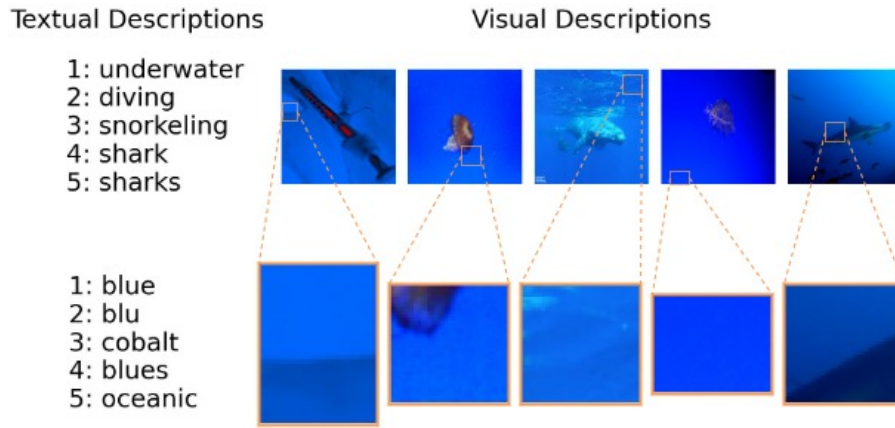 Textual Descriptions
Visual Descriptions
1: underwater
2: diving
3: snorkeling
4: shark
5: sharks
1: blue
2: blu
3: cobalt
4: blues
5: oceanic